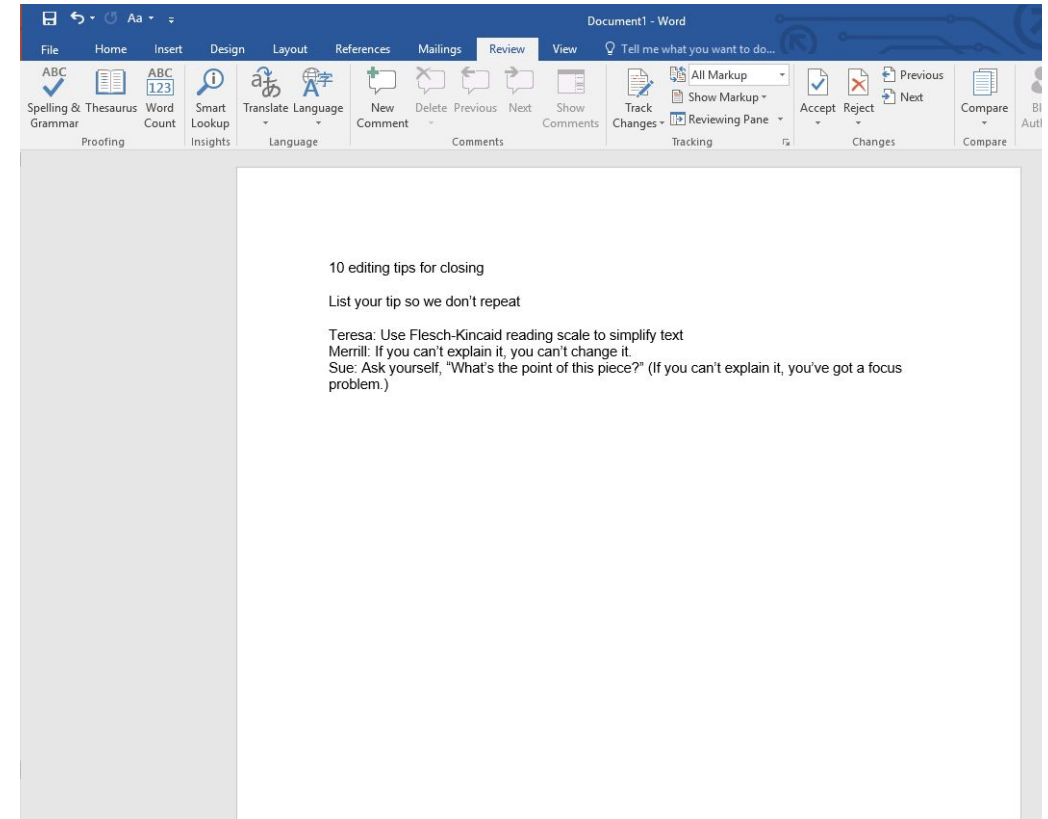 Aa
Document1 - Word
File Home Insert Design Layout References Mailings Review View Tell me what you want to do...
ABC ABC 123 All Markup Previous
Show Markup Next
Spelling & Grammar Thesaurus Word Count Smart Lookup Translate Language New Comment Delete Previous Next Show Comments Track Changes Reviewing Pane Accept Reject Compare
Proofing Insights Language Comments Tracking Changes Compare
10 editing tips for closing
List your tip so we don't repeat
Teresa: Use Flesch-Kincaid reading scale to simplify text
Merrill: If you can't explain it, you can't change it.
Sue: Ask yourself, “What's the point of this piece?” (If you can't explain it, you've got a focus
problem.)